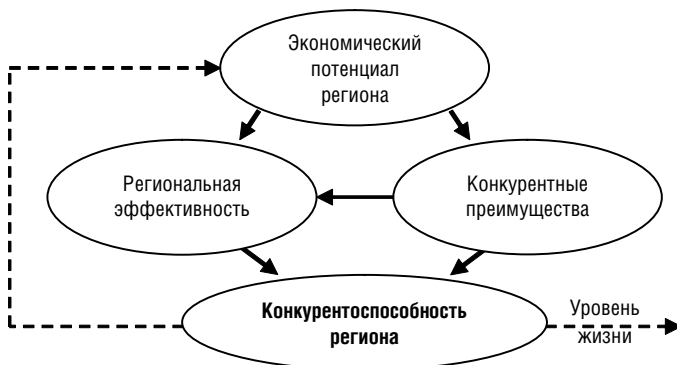 Экономический
потенциал
региона
Региональная
эффективность
Конкурентные
преимущества
Конкурентоспособность
региона
Уровень
жизни